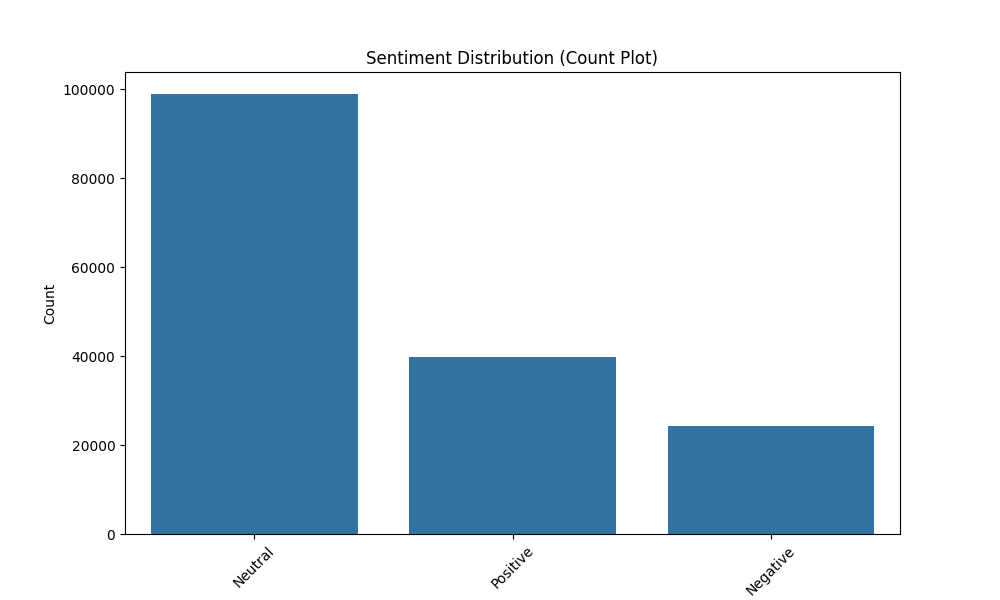 Sentiment Distribution (Count Plot)
100000
80000
60000
40000
20000
0
Count
Neutral
Positive
Negative